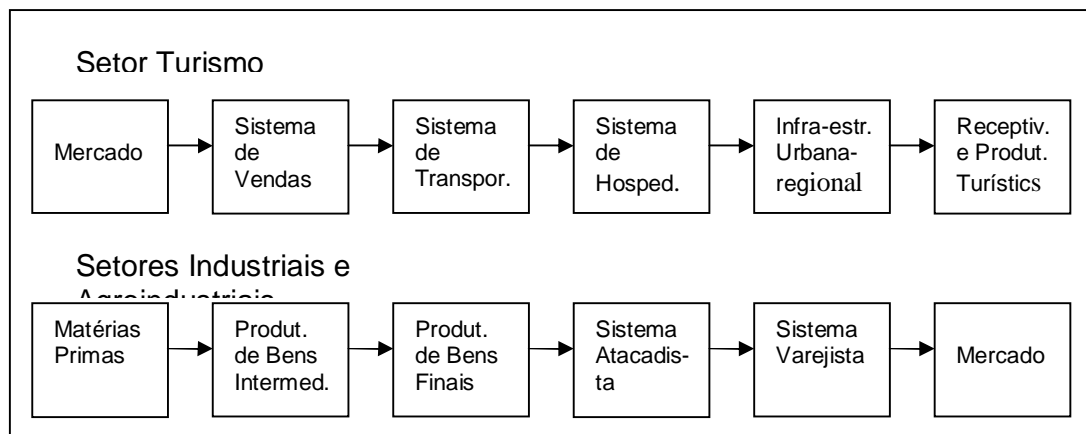 Setor Turismo
Mercado
Sistema
de
Vendas
Sistema
de
Transpor.
Sistema
de
Hosped.
Infra-estr.
Urbana-
regional
Receptiv.
e Produt.
Turístics
Setores Industriais e
Agroindustriais
Matérias
Primas
Produt.
de Bens
Intermed.
Produt.
de Bens
Finais
Sistema
Atacadis-
ta
Sistema
Varejista
Mercado